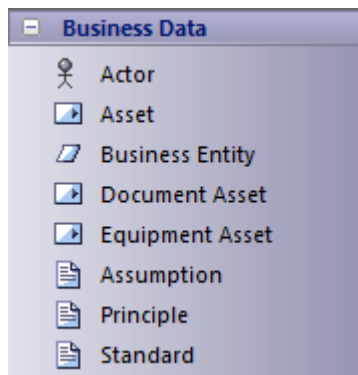 Business Data
Actor
Asset
Business Entity
Document Asset
Equipment Asset
Assumption
Principle
Standard